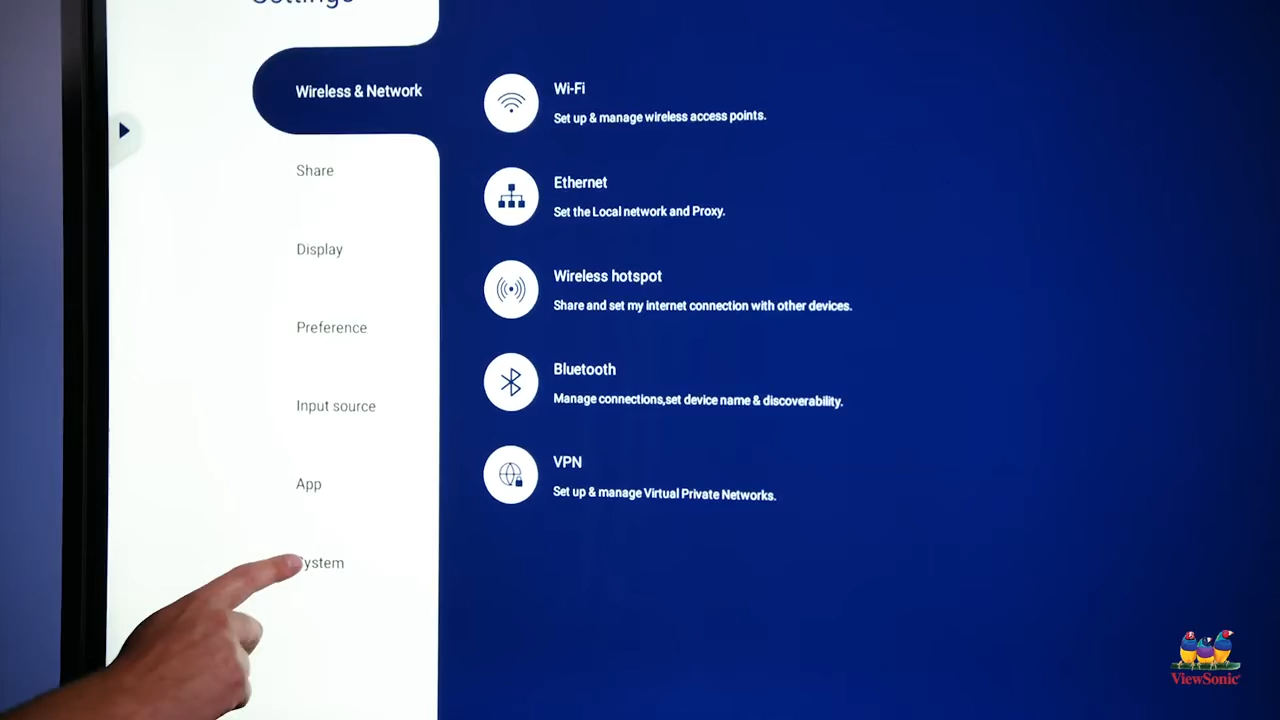 Settings
Wireless & Network
Share
Display
Preference
Input source
App
System
Wi-Fi
Set up & manage wireless access points.
Ethernet
Set the Local network and Proxy.
Wireless hotspot
Share and set my internet connection with other devices.
Bluetooth
Manage connections,set device name & discoverability.
VPN
Set up & manage Virtual Private Networks.
ViewSonic